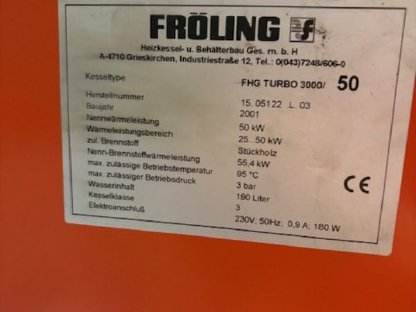 FRÖLING
Heizkessel- u. Behälterbau Ges. m. b. H
A-4710 Grieskirchen, Industriestraße 12, Tel.: 0(043)7248/606-0
Kesseltype FHG TURBO 3000/ 50
Herstellnummer 15. 05122 . L. 03
Baujahr 2001
Nennwärmeleistung 50 kW
Wärmeleistungsbereich 25...50 kW
zul. Brennstoff Stückholz
Nenn-Brennstoffwärmeleistung 55,4 kW
max. zulässige Betriebstemperatur 95 °C
max. zulässiger Betriebsdruck 3 bar
Wasserinhalt 190 Liter
Kesselklasse 3
Elektroanschluß 230V, 50Hz, 0,9 A, 180 W
CE